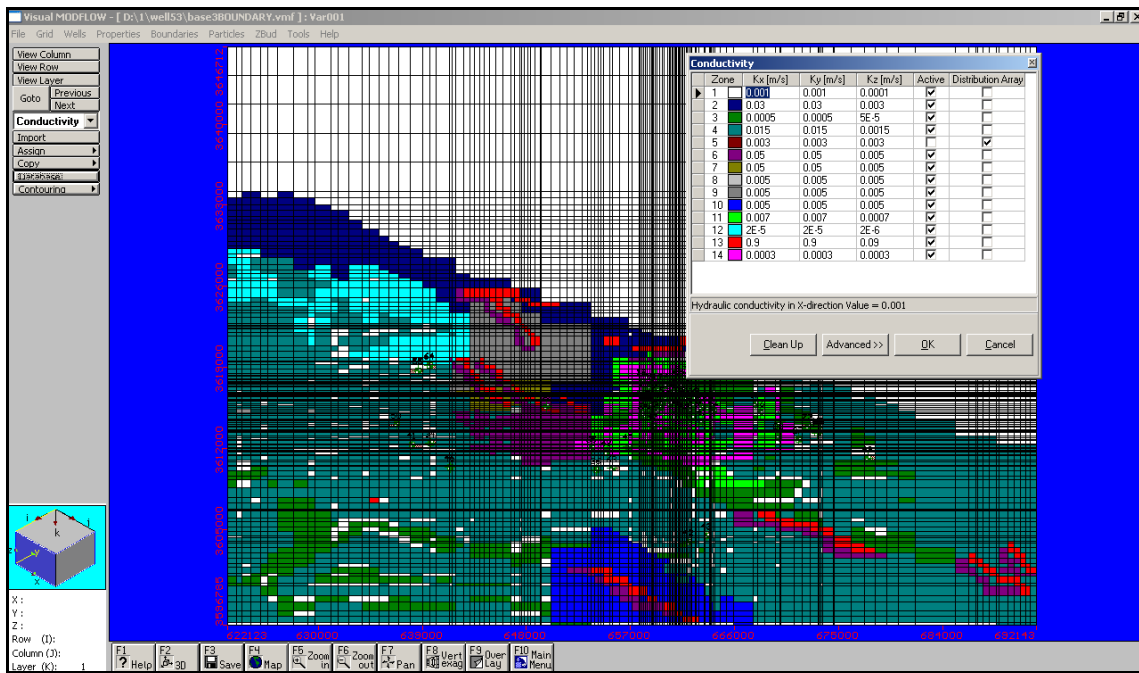 Visual MODFLOW - [ D:\1\well53\base3BOUNDARY.vmf ] : Var001
File Grid Wells Properties Boundaries Particles ZBud Tools Help
View Column
View Row
View Layer
Goto Previous
Next
Conductivity
Import
Assign
Copy
Database
Contouring
3646712
3640000
3633000
3626000
3619000
3612000
3605000
622123 630000 639000 648000 657000 666000 675000 684000 692143
Conductivity
Zone Kx [m/s] Ky [m/s] Kz [m/s] Active Distribution Array
1 0.001 0.001 0.0001
2 0.03 0.03 0.003
3 0.0005 0.0005 5E-5
4 0.015 0.015 0.0015
5 0.003 0.003 0.003
6 0.05 0.05 0.005
7 0.05 0.05 0.005
8 0.005 0.005 0.005
9 0.005 0.005 0.005
10 0.005 0.005 0.005
11 0.007 0.007 0.0007
12 2E-5 2E-5 2E-6
13 0.9 0.9 0.09
14 0.0003 0.0003 0.0003
Hydraulic conductivity in X-direction Value = 0.001
Clean Up Advanced >> OK Cancel
i j
k
X :
Y :
Z :
Row (I):
Column (J):
Layer (K): 1
F1 ? Help
F2 3D
F3 Save
F4 Map
F5 Zoom in
F6 Zoom out
F7 Pan
F8 Vert exag
F9 Over Lay
F10 Main Menu